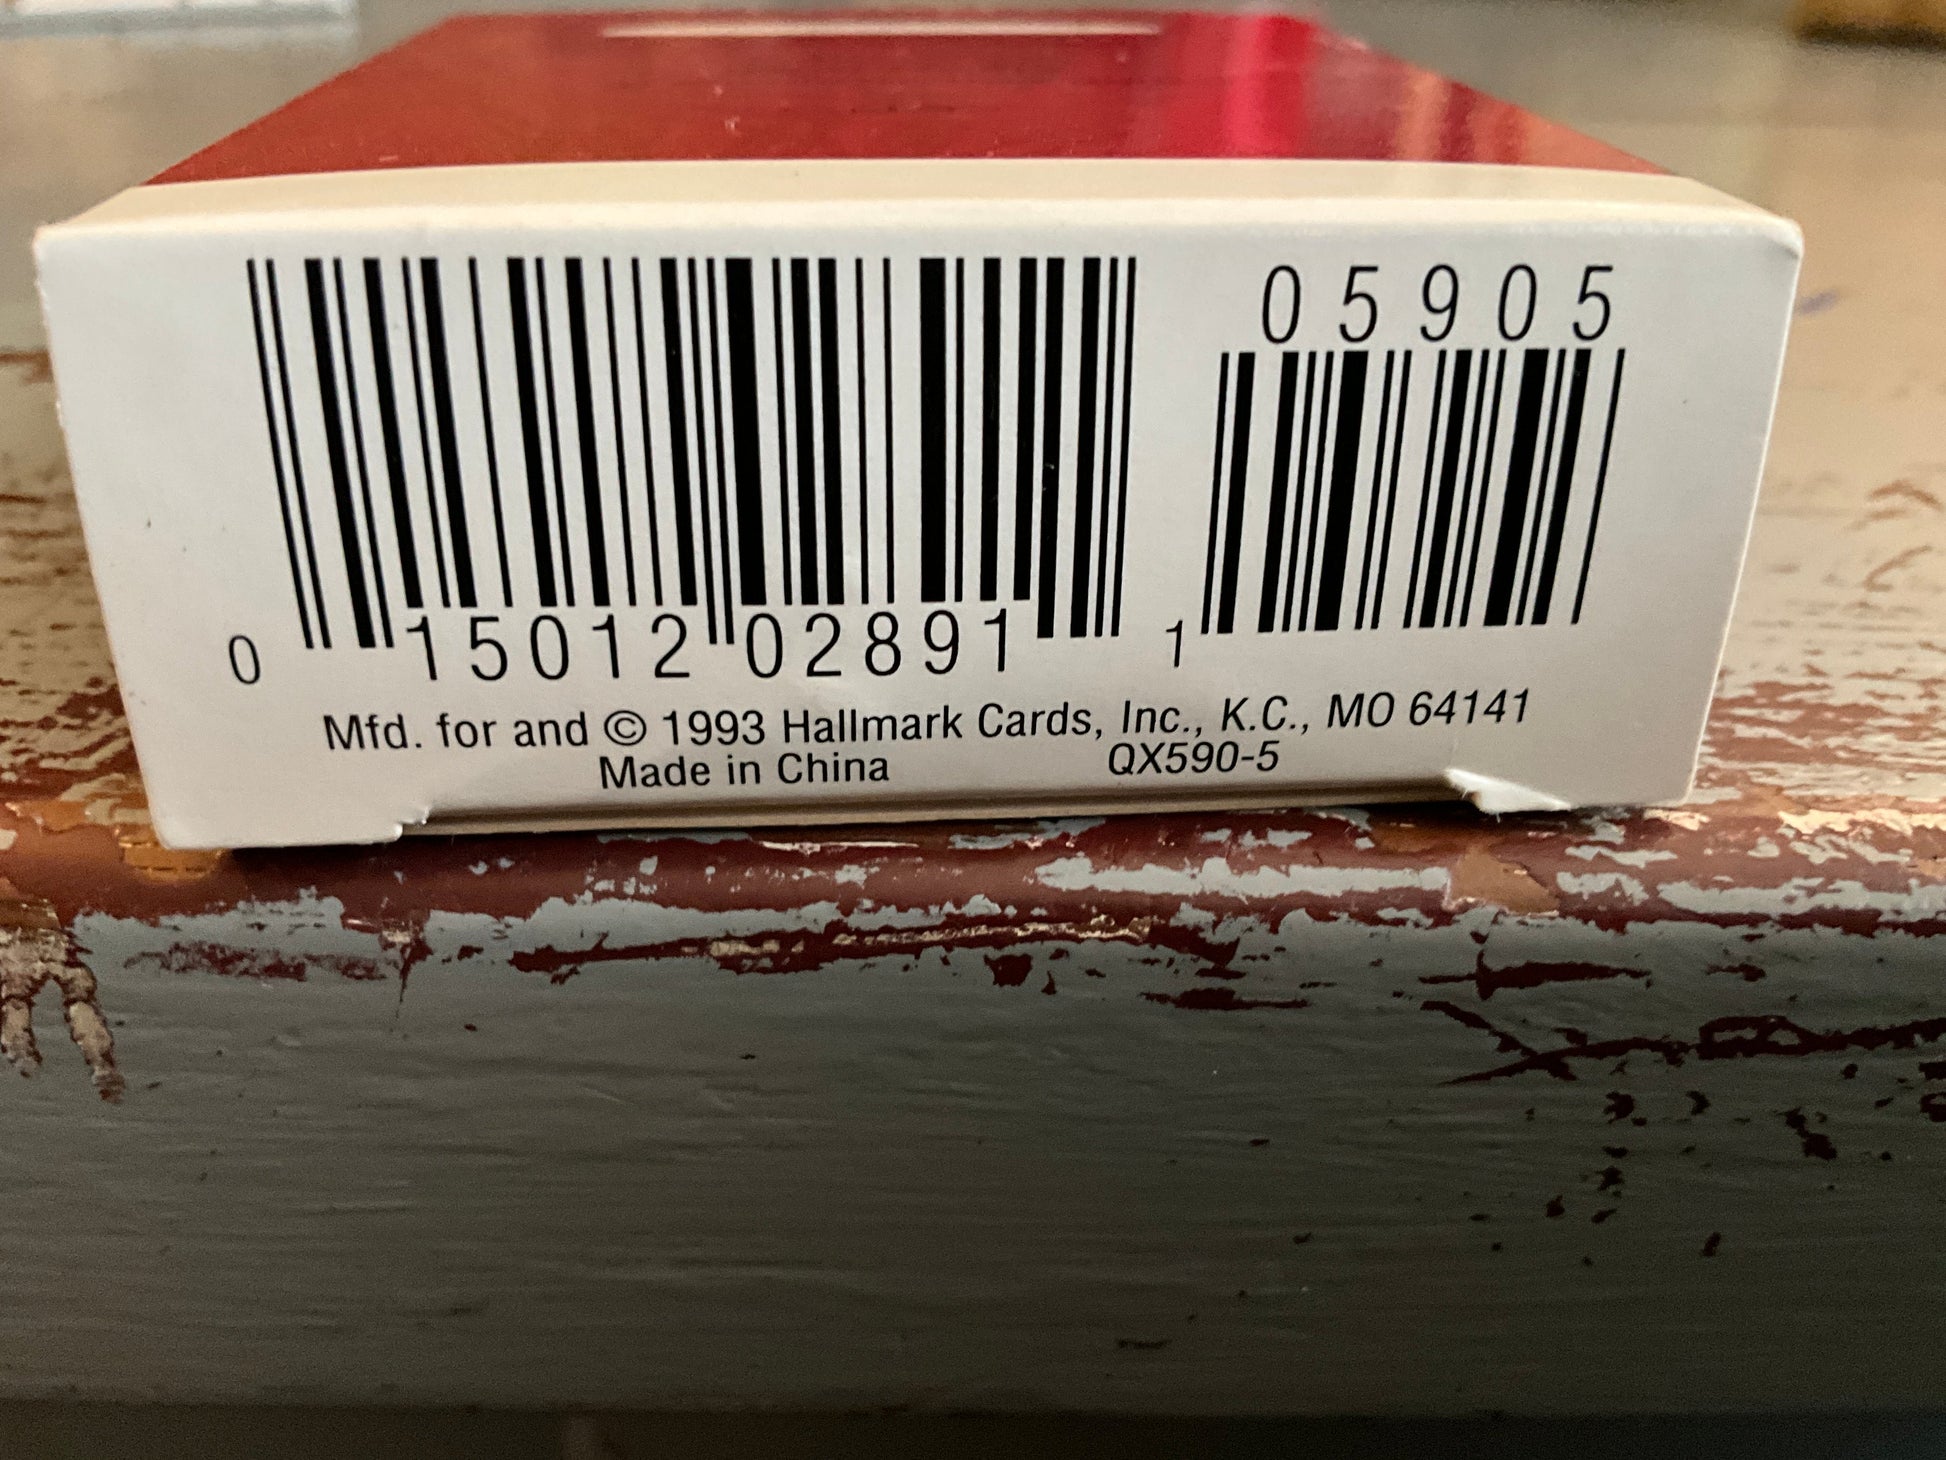 05905
0 15012 02891 1
Mfd. for and © 1993 Hallmark Cards, Inc., K.C., MO 64141
Made in China QX590-5